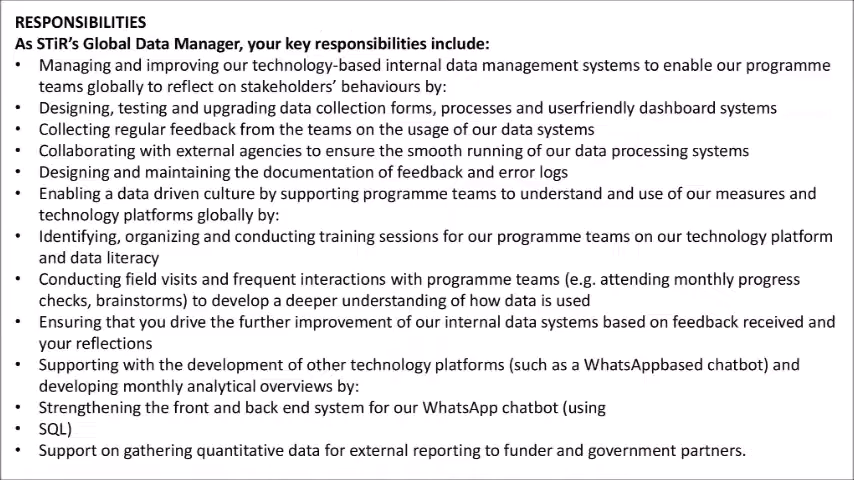 RESPONSIBILITIES
As STiR's Global Data Manager, your key responsibilities include:
• Managing and improving our technology-based internal data management systems to enable our programme
teams globally to reflect on stakeholders' behaviours by:
• Designing, testing and upgrading data collection forms, processes and userfriendly dashboard systems
• Collecting regular feedback from the teams on the usage of our data systems
• Collaborating with external agencies to ensure the smooth running of our data processing systems
• Designing and maintaining the documentation of feedback and error logs
• Enabling a data driven culture by supporting programme teams to understand and use of our measures and
technology platforms globally by:
• Identifying, organizing and conducting training sessions for our programme teams on our technology platform
and data literacy
• Conducting field visits and frequent interactions with programme teams (e.g. attending monthly progress
checks, brainstorms) to develop a deeper understanding of how data is used
• Ensuring that you drive the further improvement of our internal data systems based on feedback received and
your reflections
• Supporting with the development of other technology platforms (such as a WhatsAppbased chatbot) and
developing monthly analytical overviews by:
• Strengthening the front and back end system for our WhatsApp chatbot (using
• SQL)
• Support on gathering quantitative data for external reporting to funder and government partners.